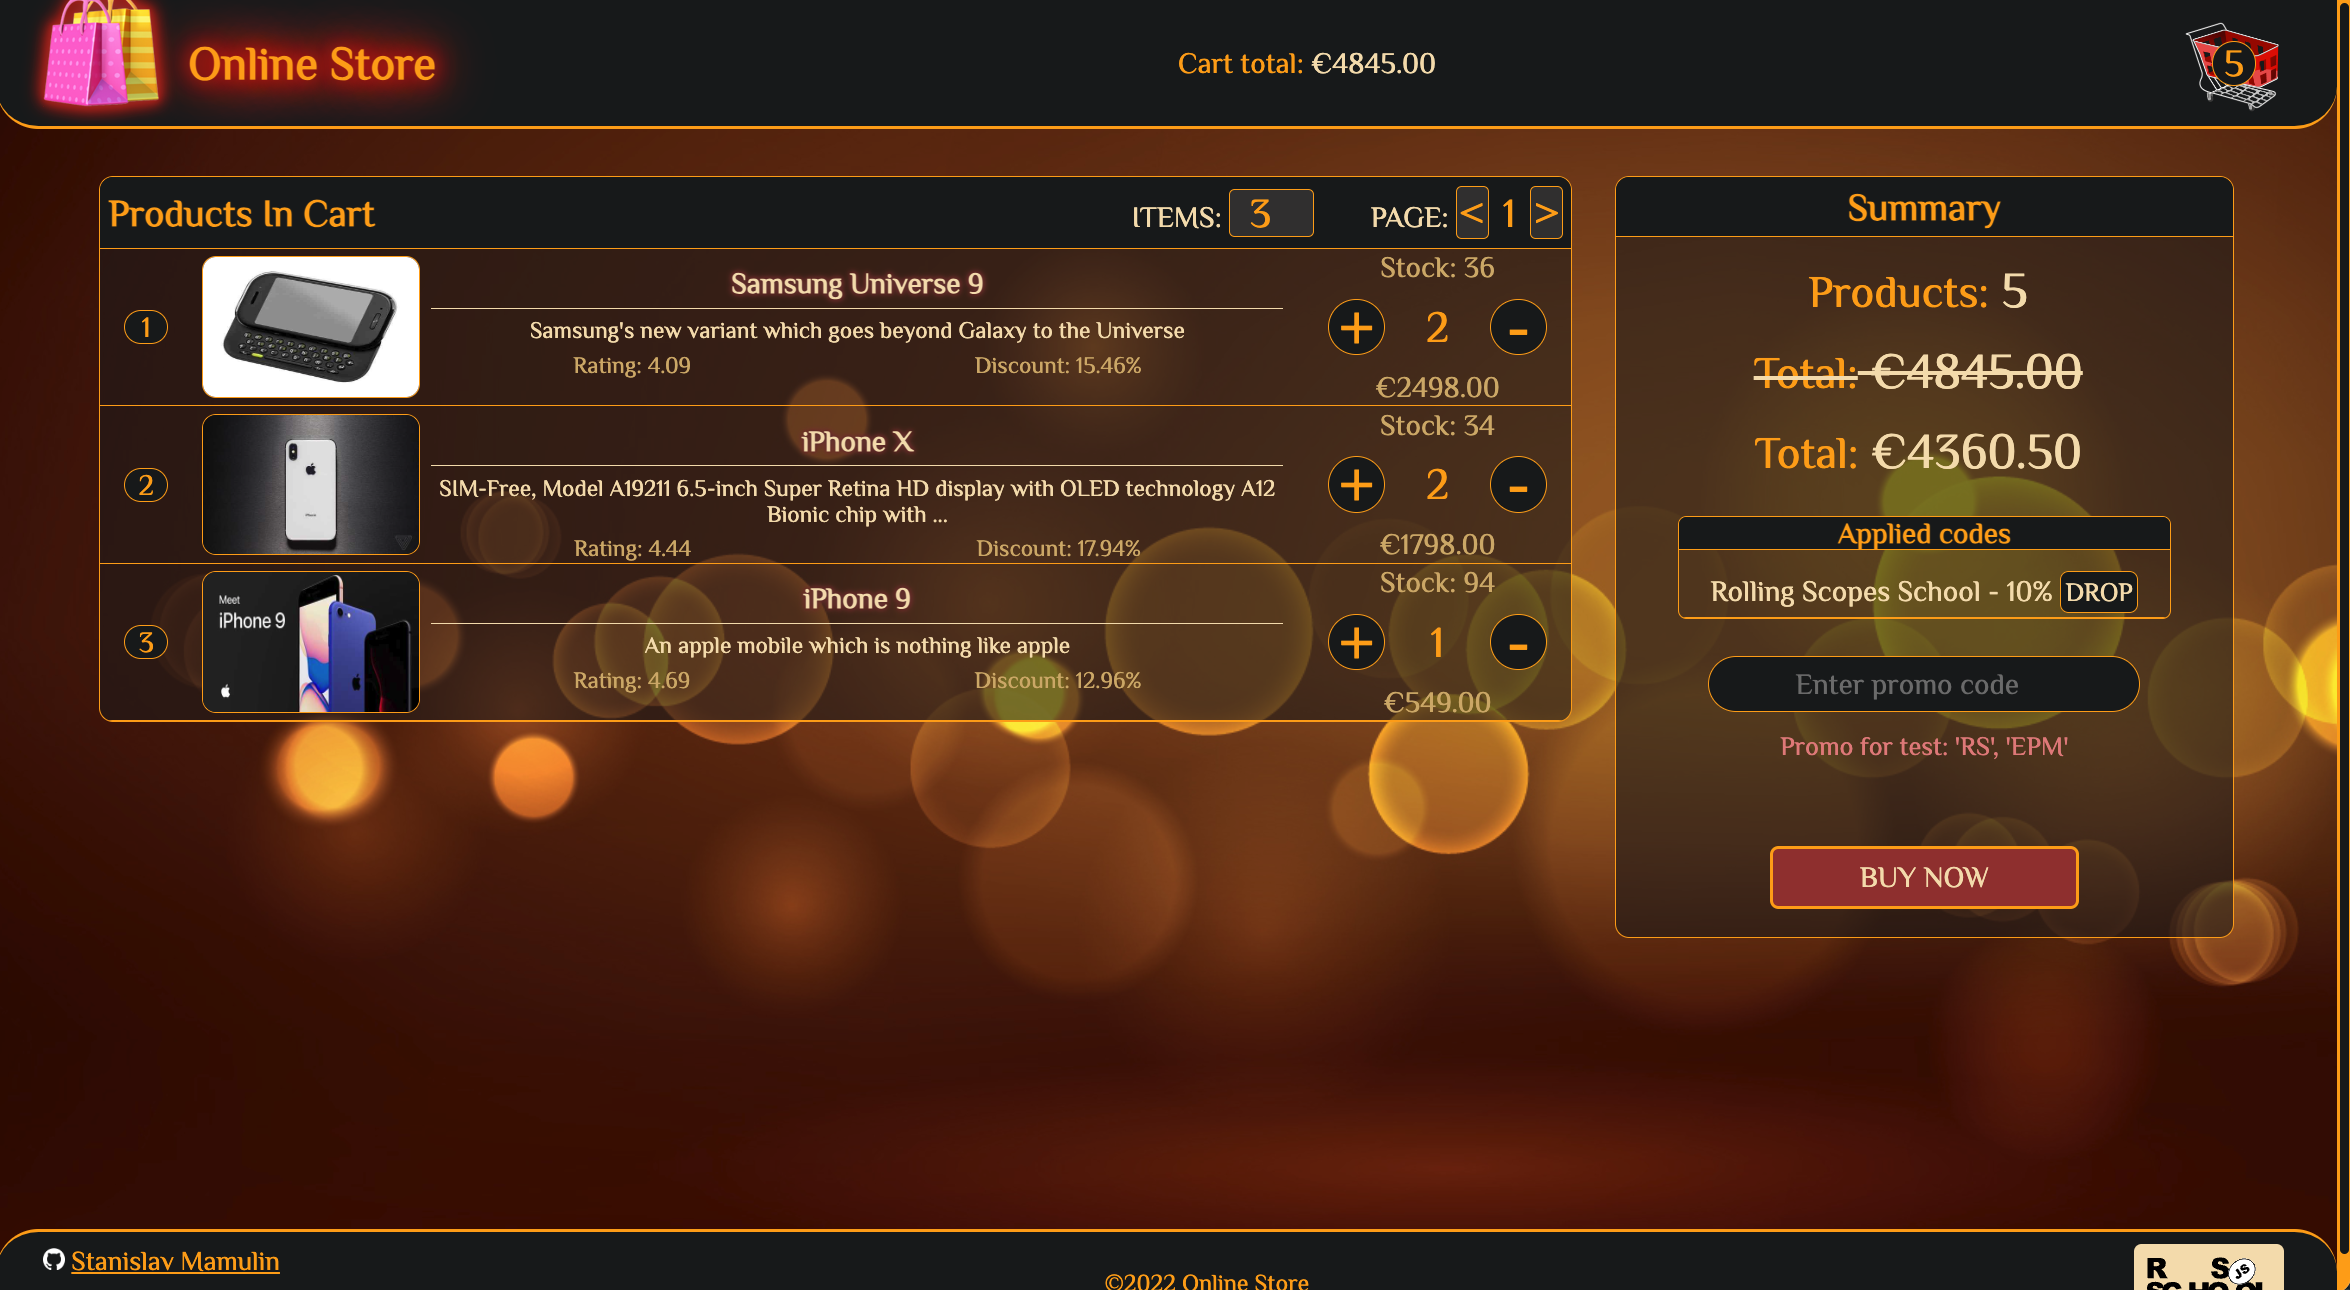 Online Store
Cart total: €4845.00
5
Products In Cart
ITEMS: 3
PAGE: < 1 >
1
Samsung Universe 9
Samsung's new variant which goes beyond Galaxy to the Universe
Rating: 4.09
Discount: 15.46%
Stock: 36
+ 2 -
€2498.00
2
iPhone X
SIM-Free, Model A19211 6.5-inch Super Retina HD display with OLED technology A12
Bionic chip with ...
Rating: 4.44
Discount: 17.94%
Stock: 34
+ 2 -
€1798.00
3
Meet
iPhone 9
iPhone 9
An apple mobile which is nothing like apple
Rating: 4.69
Discount: 12.96%
Stock: 94
+ 1 -
€549.00
Summary
Products: 5
Total: €4845.00
Total: €4360.50
Applied codes
Rolling Scopes School - 10% DROP
Enter promo code
Promo for test: 'RS', 'EPM'
BUY NOW
Stanislav Mamulin
©2022 Online Store
R S JS
SCHOOL